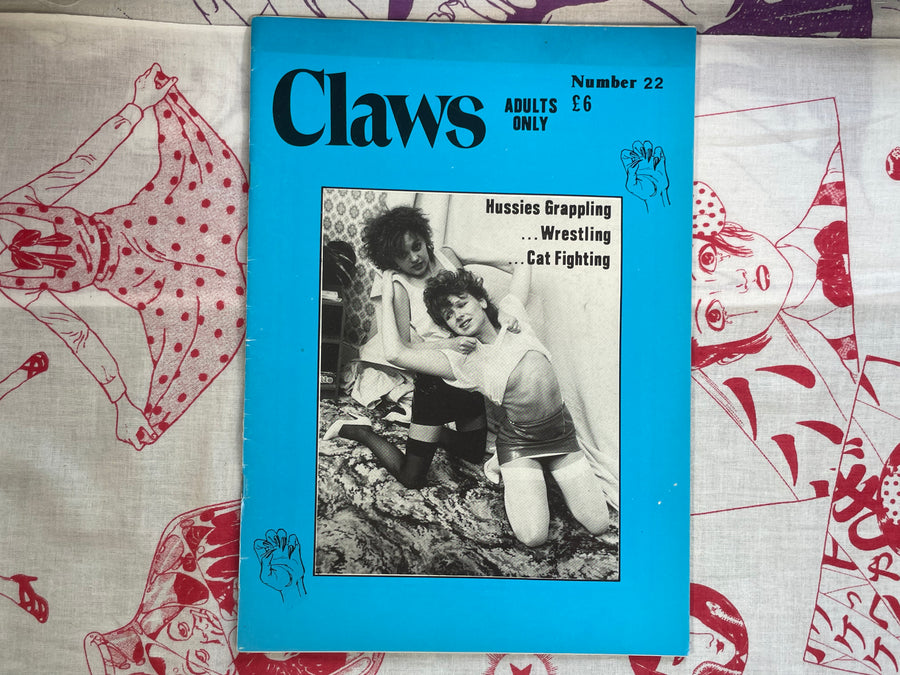 Claws
ADULTS
ONLY
Number 22
£6
Hussies Grappling
...Wrestling
...Cat Fighting